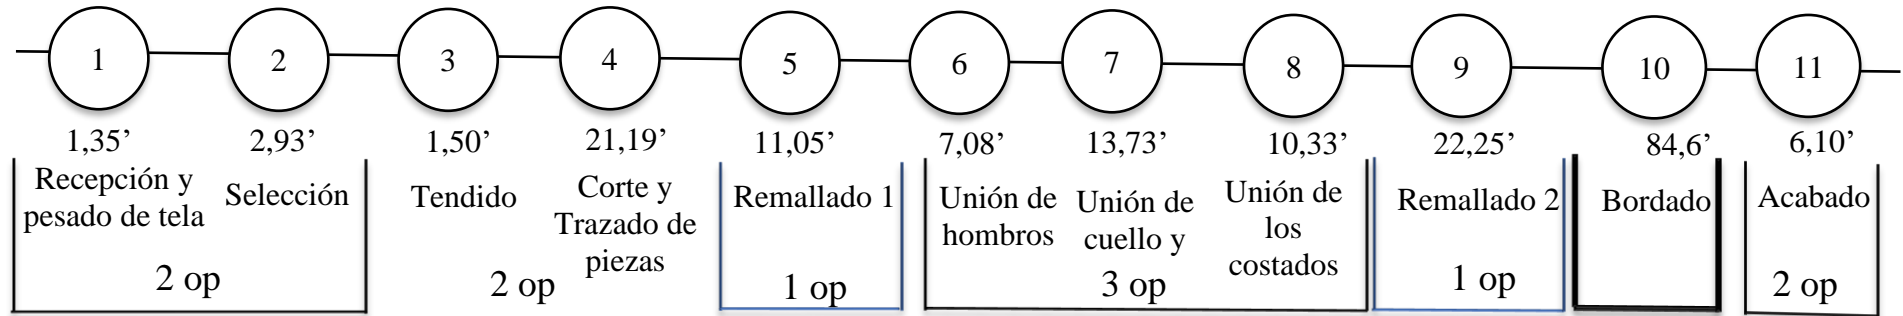 1 2 3 4 5 6 7 8 9 10 11
1,35’ 2,93’ 1,50’ 21,19’ 11,05’ 7,08’ 13,73’ 10,33’ 22,25’ 84,6’ 6,10’
Recepción y
pesado de tela
Selección
Tendido
Corte y
Trazado de
piezas
Remallado 1
Unión de
hombros
Unión de
cuello y
Unión de
los
costados
Remallado 2
Bordado
Acabado
2 op 2 op 1 op 3 op 1 op 2 op